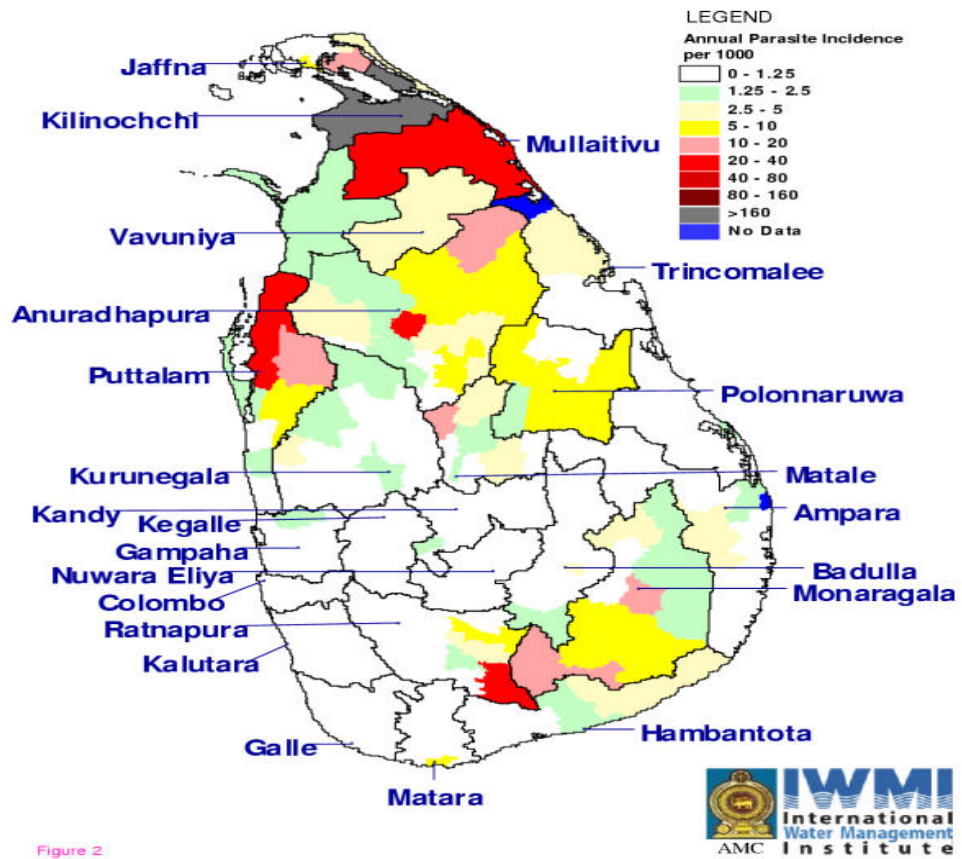 LEGEND
Annual Parasite Incidence
per 1000
0 - 1.25
1.25 - 2.5
2.5 - 5
5 - 10
10 - 20
20 - 40
40 - 80
80 - 160
>160
No Data
Jaffna
Kilinochchi
Mullaitivu
Vavuniya
Trincomalee
Anuradhapura
Puttalam
Polonnaruwa
Kurunegala
Matale
Kandy
Kegalle
Ampara
Gampaha
Nuwara Eliya
Badulla
Colombo
Monaragala
Ratnapura
Kalutara
Hambantota
Galle
Matara
IWMI
International
Water Management
Institute
AMC
Figure 2